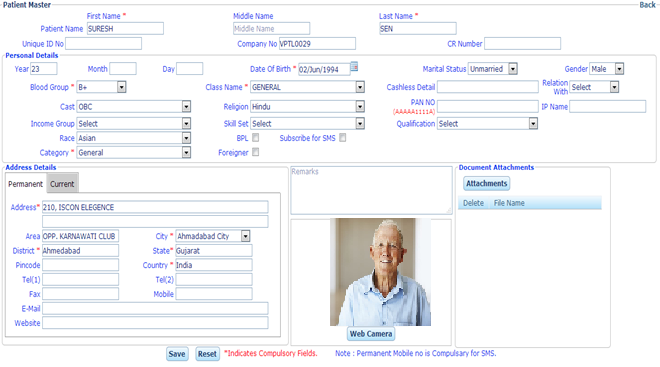 Patient Master Back
First Name * Middle Name Last Name *
Patient Name SURESH Middle Name SEN
Unique ID No Company No VPTL0029 CR Number
Personal Details
Year 23 Month Day Date Of Birth * 02/Jun/1994 Marital Status Unmarried Gender Male
Blood Group * B+ Class Name * GENERAL Cashless Detail Relation With Select
Cast OBC Religion Hindu PAN NO (AAAAA1111A) IP Name
Income Group Select Skill Set Select Qualification Select
Race Asian BPL Subscribe for SMS
Category * General Foreigner
Address Details Remarks Document Attachments
Permanent Current Attachments
Delete File Name
Address* 210, ISCON ELEGENCE
Area OPP. KARNAWATI CLUB City * Ahmadabad City
District * Ahmedabad State* Gujarat
Pincode Country * India
Tel(1) Tel(2)
Fax Mobile
E-Mail
Website Web Camera
Save Reset *Indicates Compulsory Fields. Note : Permanent Mobile no is Compulsary for SMS.